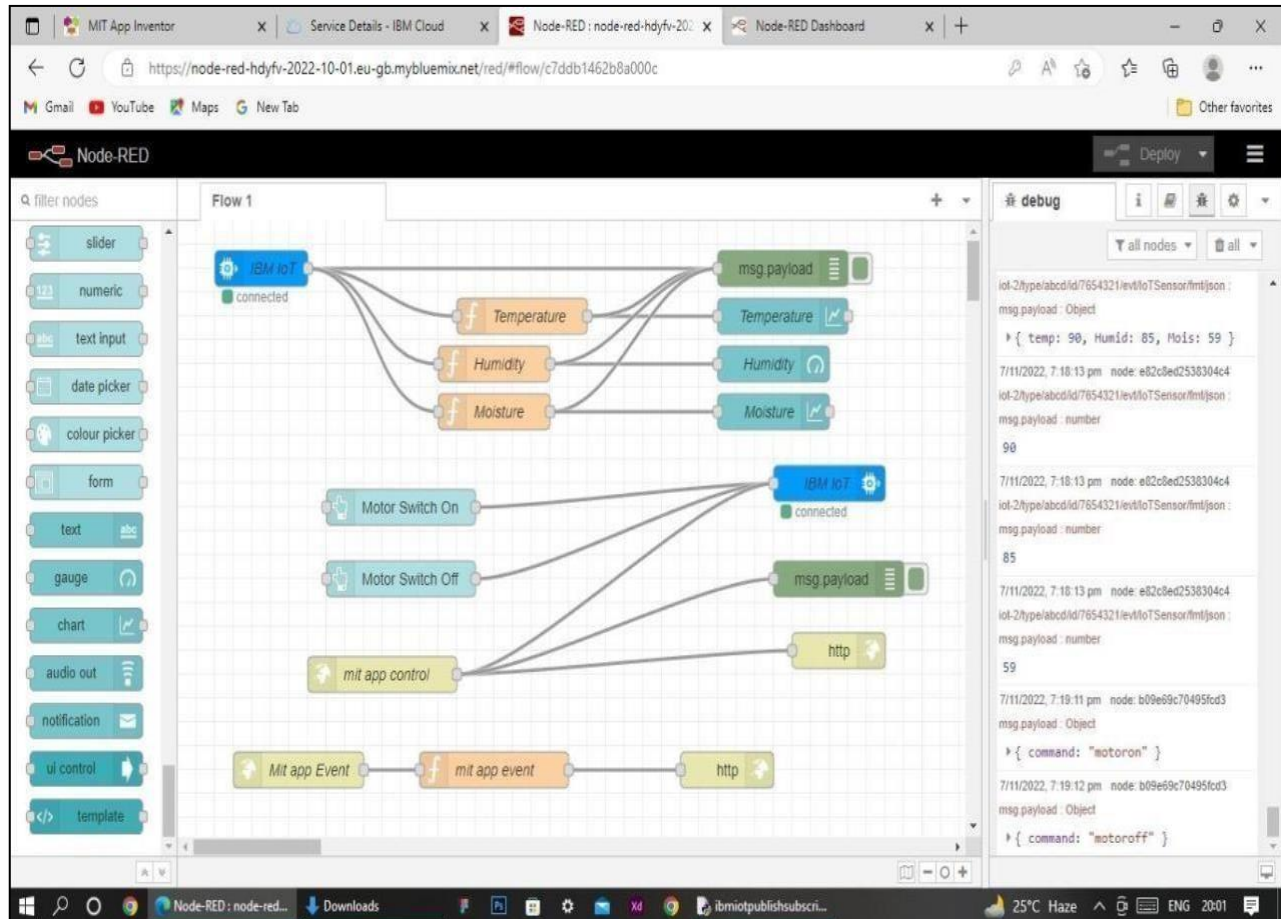 MIT App Inventor
Service Details - IBM Cloud
Node-RED : node-red-hdyfv-202
Node-RED Dashboard
https://node-red-hdyfv-2022-10-01.eu-gb.mybluemix.net/red/#flow/c7ddb1462b8a000c
Gmail YouTube Maps New Tab Other favorites
Node-RED Deploy
filter nodes
Flow 1
debug
all nodes all
slider
numeric
text input
date picker
colour picker
form
text
gauge
chart
audio out
notification
ui control
template
IBM IoT
connected
Temperature
Humidity
Moisture
msg.payload
Temperature
Humidity
Moisture
Motor Switch On
Motor Switch Off
IBM IoT
connected
msg.payload
mit app control
http
Mit app Event
mit app event
http
iot-2/type/abcd/id/7654321/evt/IoTSensor/fmt/json :
msg.payload : Object
{ temp: 90, Humid: 85, Mois: 59 }
7/11/2022, 7:18:13 pm node: e82c8ed2538304c4
iot-2/type/abcd/id/7654321/evt/IoTSensor/fmt/json :
msg.payload : number
90
7/11/2022, 7:18:13 pm node: e82c8ed2538304c4
iot-2/type/abcd/id/7654321/evt/IoTSensor/fmt/json :
msg.payload : number
85
7/11/2022, 7:18:13 pm node: e82c8ed2538304c4
iot-2/type/abcd/id/7654321/evt/IoTSensor/fmt/json :
msg.payload : number
59
7/11/2022, 7:19:11 pm node: b09e69c70495fcd3
msg.payload : Object
{ command: "motoron" }
7/11/2022, 7:19:12 pm node: b09e69c70495fcd3
msg.payload : Object
{ command: "motoroff" }
Node-RED : node-red... Downloads ibmiotpublishsubscri... 25°C Haze ENG 20:01